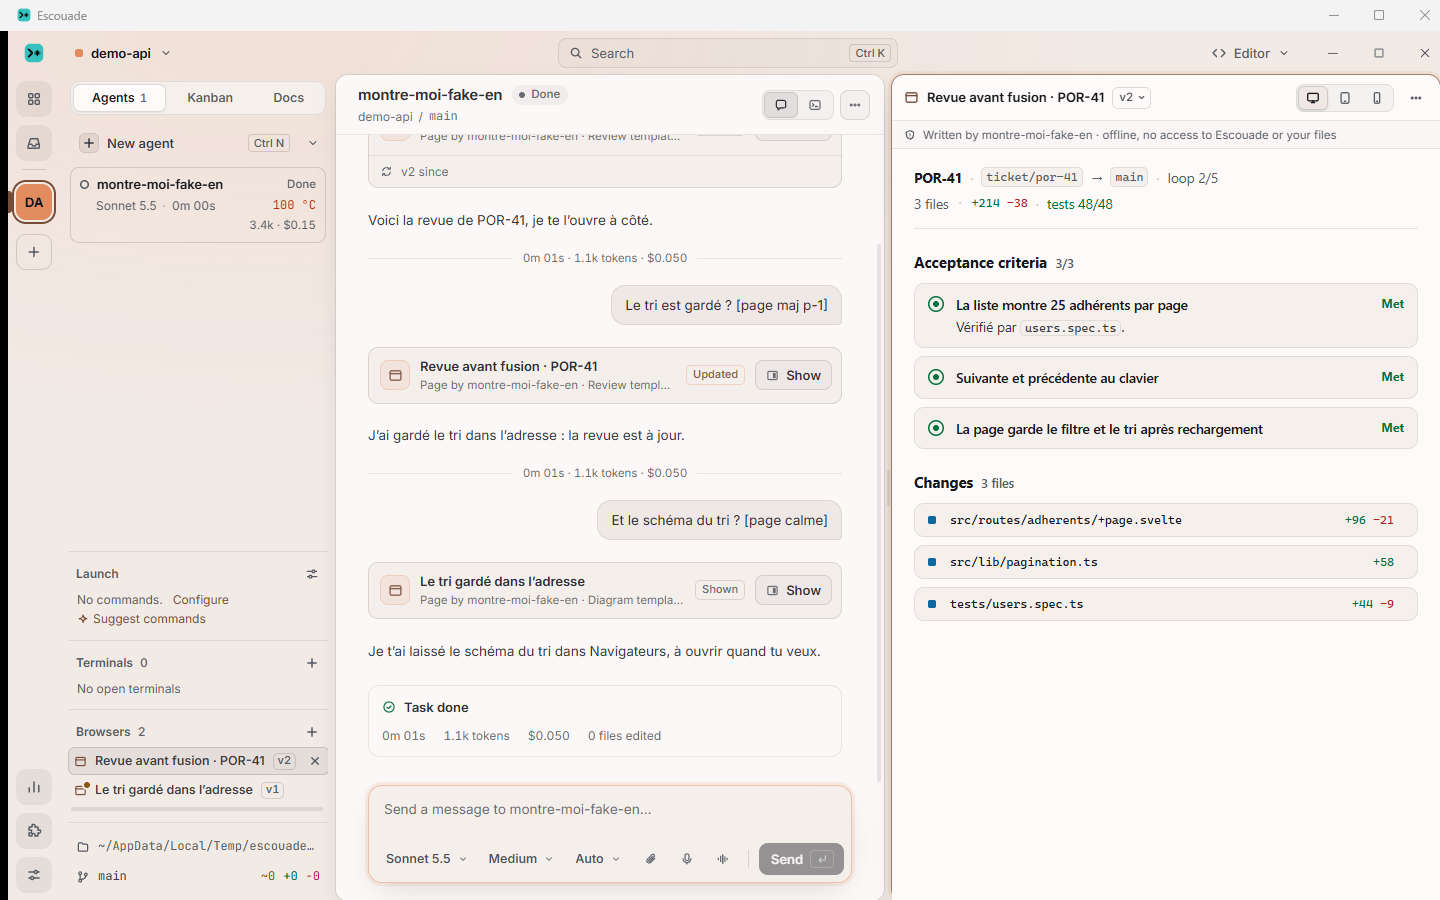 Escouade
demo-api
Search
Ctrl K
Editor
Agents 1
Kanban
Docs
New agent
Ctrl N
montre-moi-fake-en
Done
Sonnet 5.5 · 0m 00s
100 °C
3.4k · $0.15
DA
Launch
No commands. Configure
Suggest commands
Terminals 0
No open terminals
Browsers 2
Revue avant fusion · POR-41 v2
Le tri gardé dans l’adresse v1
~/AppData/Local/Temp/escouade…
main
~0 +0 -0
montre-moi-fake-en
Done
demo-api / main
Page by montre-moi-fake-en · Review templat…
v2 since
Voici la revue de POR-41, je te l’ouvre à côté.
0m 01s · 1.1k tokens · $0.050
Le tri est gardé ? [page maj p-1]
Revue avant fusion · POR-41
Page by montre-moi-fake-en · Review templ…
Updated
Show
J’ai gardé le tri dans l’adresse : la revue est à jour.
0m 01s · 1.1k tokens · $0.050
Et le schéma du tri ? [page calme]
Le tri gardé dans l’adresse
Page by montre-moi-fake-en · Diagram templa…
Shown
Show
Je t’ai laissé le schéma du tri dans Navigateurs, à ouvrir quand tu veux.
Task done
0m 01s 1.1k tokens $0.050 0 files edited
Send a message to montre-moi-fake-en…
Sonnet 5.5
Medium
Auto
Send
Revue avant fusion · POR-41
v2
Written by montre-moi-fake-en · offline, no access to Escouade or your files
POR-41 · ticket/por-41 → main · loop 2/5
3 files · +214 −38 · tests 48/48
Acceptance criteria 3/3
La liste montre 25 adhérents par page
Met
Vérifié par users.spec.ts.
Suivante et précédente au clavier
Met
La page garde le filtre et le tri après rechargement
Met
Changes 3 files
src/routes/adherents/+page.svelte
+96 −21
src/lib/pagination.ts
+58
tests/users.spec.ts
+44 −9